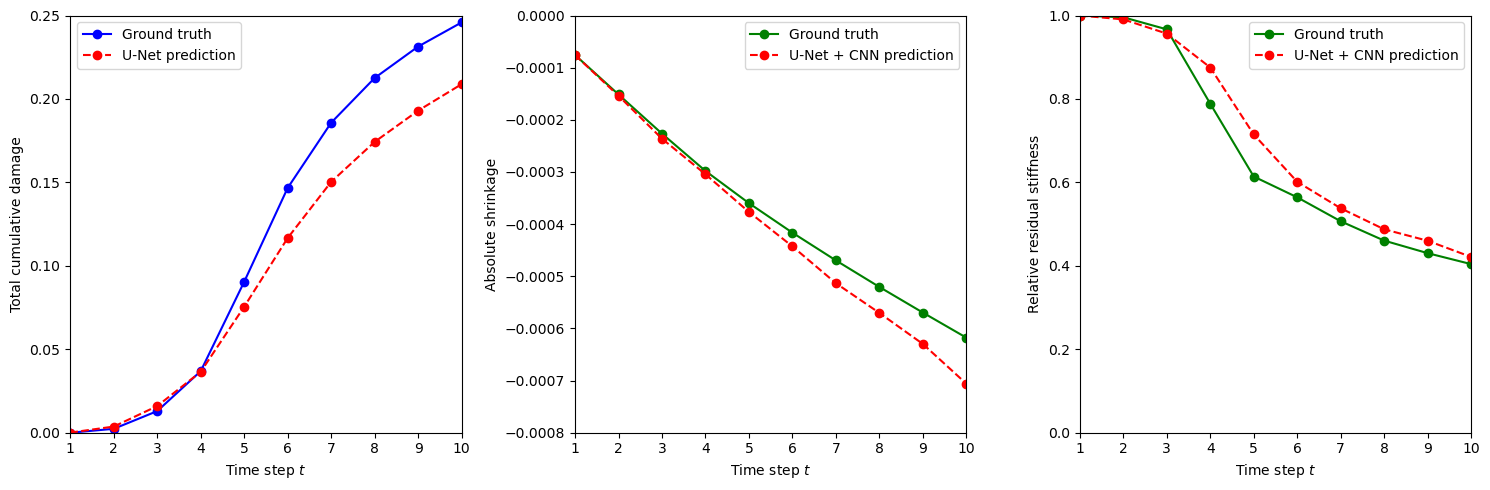 Total cumulative damage
0.25
0.20
0.15
0.10
0.05
0.00
Ground truth
U-Net prediction
1 2 3 4 5 6 7 8 9 10
Time step t
Absolute shrinkage
0.0000
−0.0001
−0.0002
−0.0003
−0.0004
−0.0005
−0.0006
−0.0007
−0.0008
Ground truth
U-Net + CNN prediction
1 2 3 4 5 6 7 8 9 10
Time step t
Relative residual stiffness
1.0
0.8
0.6
0.4
0.2
0.0
Ground truth
U-Net + CNN prediction
1 2 3 4 5 6 7 8 9 10
Time step t